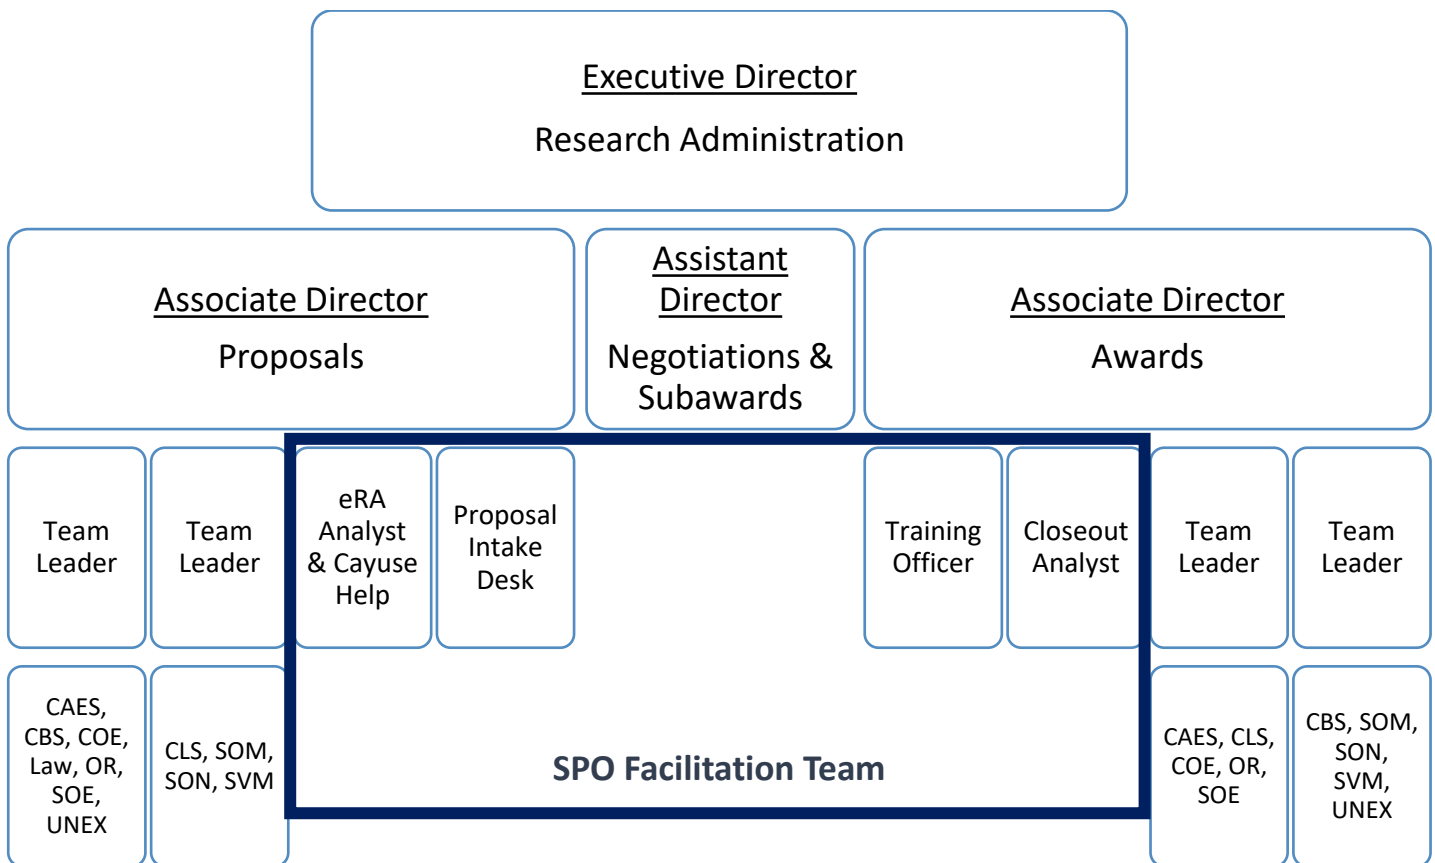 Executive Director
Research Administration
Associate Director
Proposals
Assistant
Director
Negotiations &
Subawards
Associate Director
Awards
Team
Leader
Team
Leader
eRA
Analyst
& Cayuse
Help
Proposal
Intake
Desk
Training
Officer
Closeout
Analyst
Team
Leader
Team
Leader
CAES,
CBS, COE,
Law, OR,
SOE,
UNEX
CLS, SOM,
SON, SVM
SPO Facilitation Team
CAES, CLS,
COE, OR,
SOE
CBS, SOM,
SON,
SVM,
UNEX